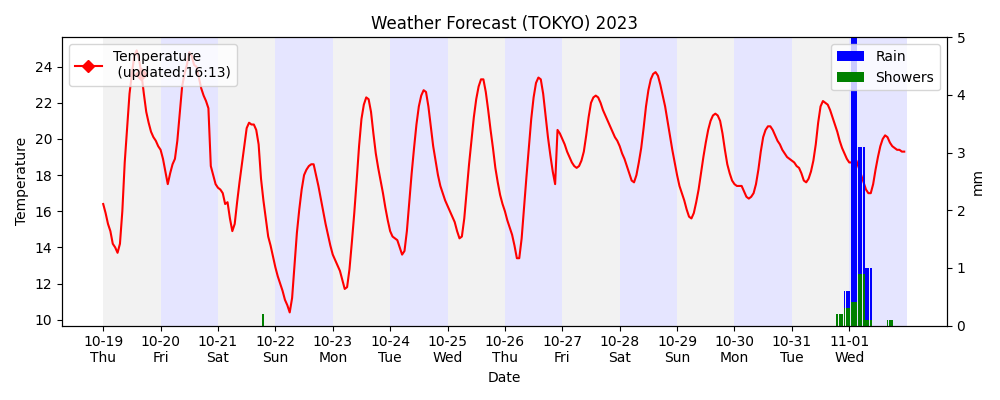 Weather Forecast (TOKYO) 2023
Temperature
(updated:16:13)
Rain
Showers
Temperature
24
22
20
18
16
14
12
10
5
4
3
2
1
0
mm
10-19 10-20 10-21 10-22 10-23 10-24 10-25 10-26 10-27 10-28 10-29 10-30 10-31 11-01
Thu Fri Sat Sun Mon Tue Wed Thu Fri Sat Sun Mon Tue Wed
Date